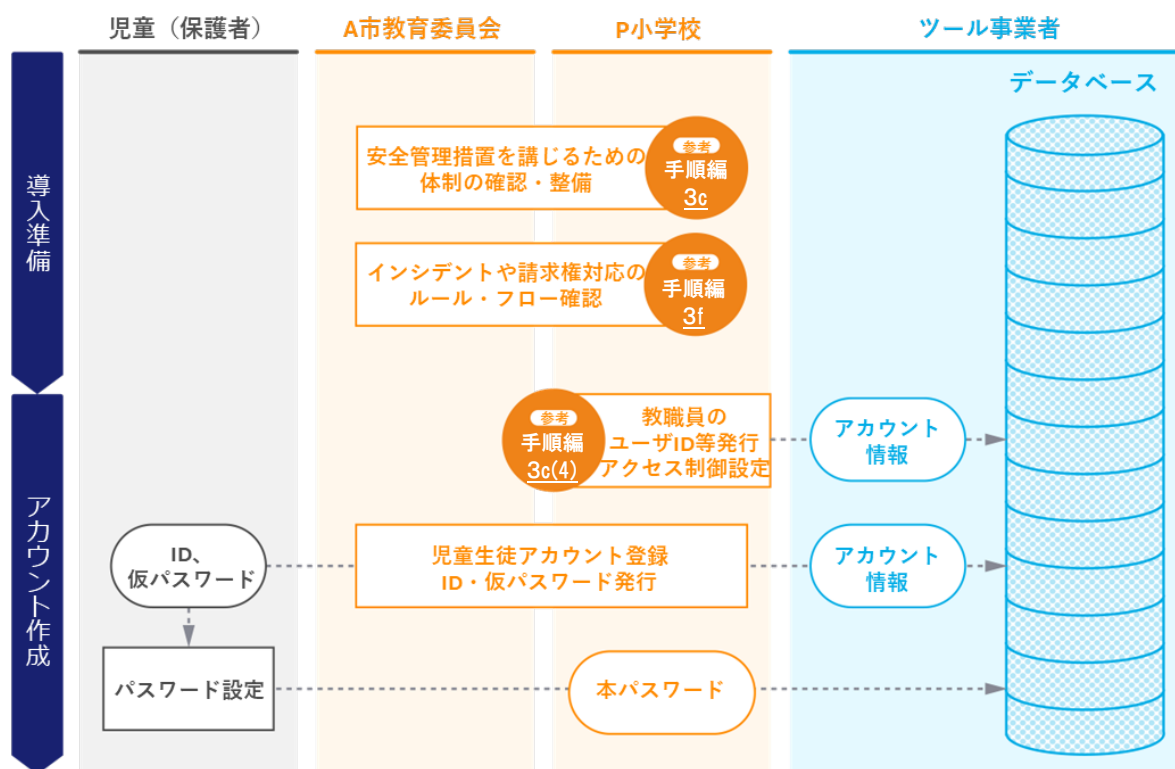 児童（保護者）
A市教育委員会
P小学校
ツール事業者
データベース
導入準備
安全管理措置を講じるための
体制の確認・整備
参考
手順編
3c
インシデントや請求権対応の
ルール・フロー確認
参考
手順編
3f
アカウント作成
参考
手順編
3c(4)
教職員の
ユーザID等発行
アクセス制御設定
アカウント
情報
ID、
仮パスワード
児童生徒アカウント登録
ID・仮パスワード発行
アカウント
情報
パスワード設定
本パスワード